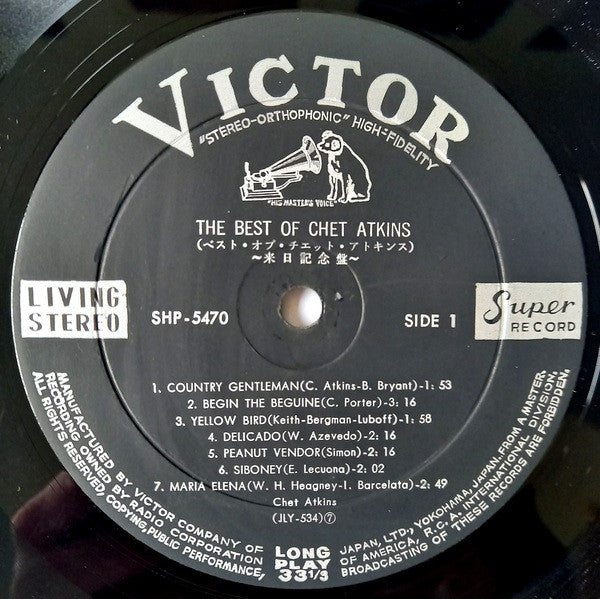 VICTOR
"STEREO-ORTHOPHONIC" HIGH-FIDELITY
"HIS MASTER'S VOICE"
THE BEST OF CHET ATKINS
(ベスト・オブ・チエット・アトキンス)
〜来日記念盤〜
LIVING
STEREO
Super
RECORD
SHP-5470
SIDE 1
1. COUNTRY GENTLEMAN(C. Atkins-B. Bryant)-1: 53
2. BEGIN THE BEGUINE(C. Porter)-3: 16
3. YELLOW BIRD(Keith-Bergman-Luboff)-1: 58
4. DELICADO(W. Azevedo)-2: 16
5. PEANUT VENDOR(Simon)-2: 16
6. SIBONEY(E. Lecuona)-2: 02
7. MARIA ELENA(W. H. Heagney-I. Barcelata)-2: 49
Chet Atkins
(JLY-534)⑦
LONG
PLAY
33 1/3
MANUFACTURED BY VICTOR COMPANY OF JAPAN, LTD., YOKOHAMA, JAPAN, FROM A MASTER
RECORDING OWNED BY RADIO CORPORATION OF AMERICA, R.C.A. INTERNATIONAL DIVISION.
ALL RIGHTS RESERVED, COPYING, PUBLIC PERFORMANCE, BROADCASTING OF THESE RECORDS ARE FORBIDDEN.